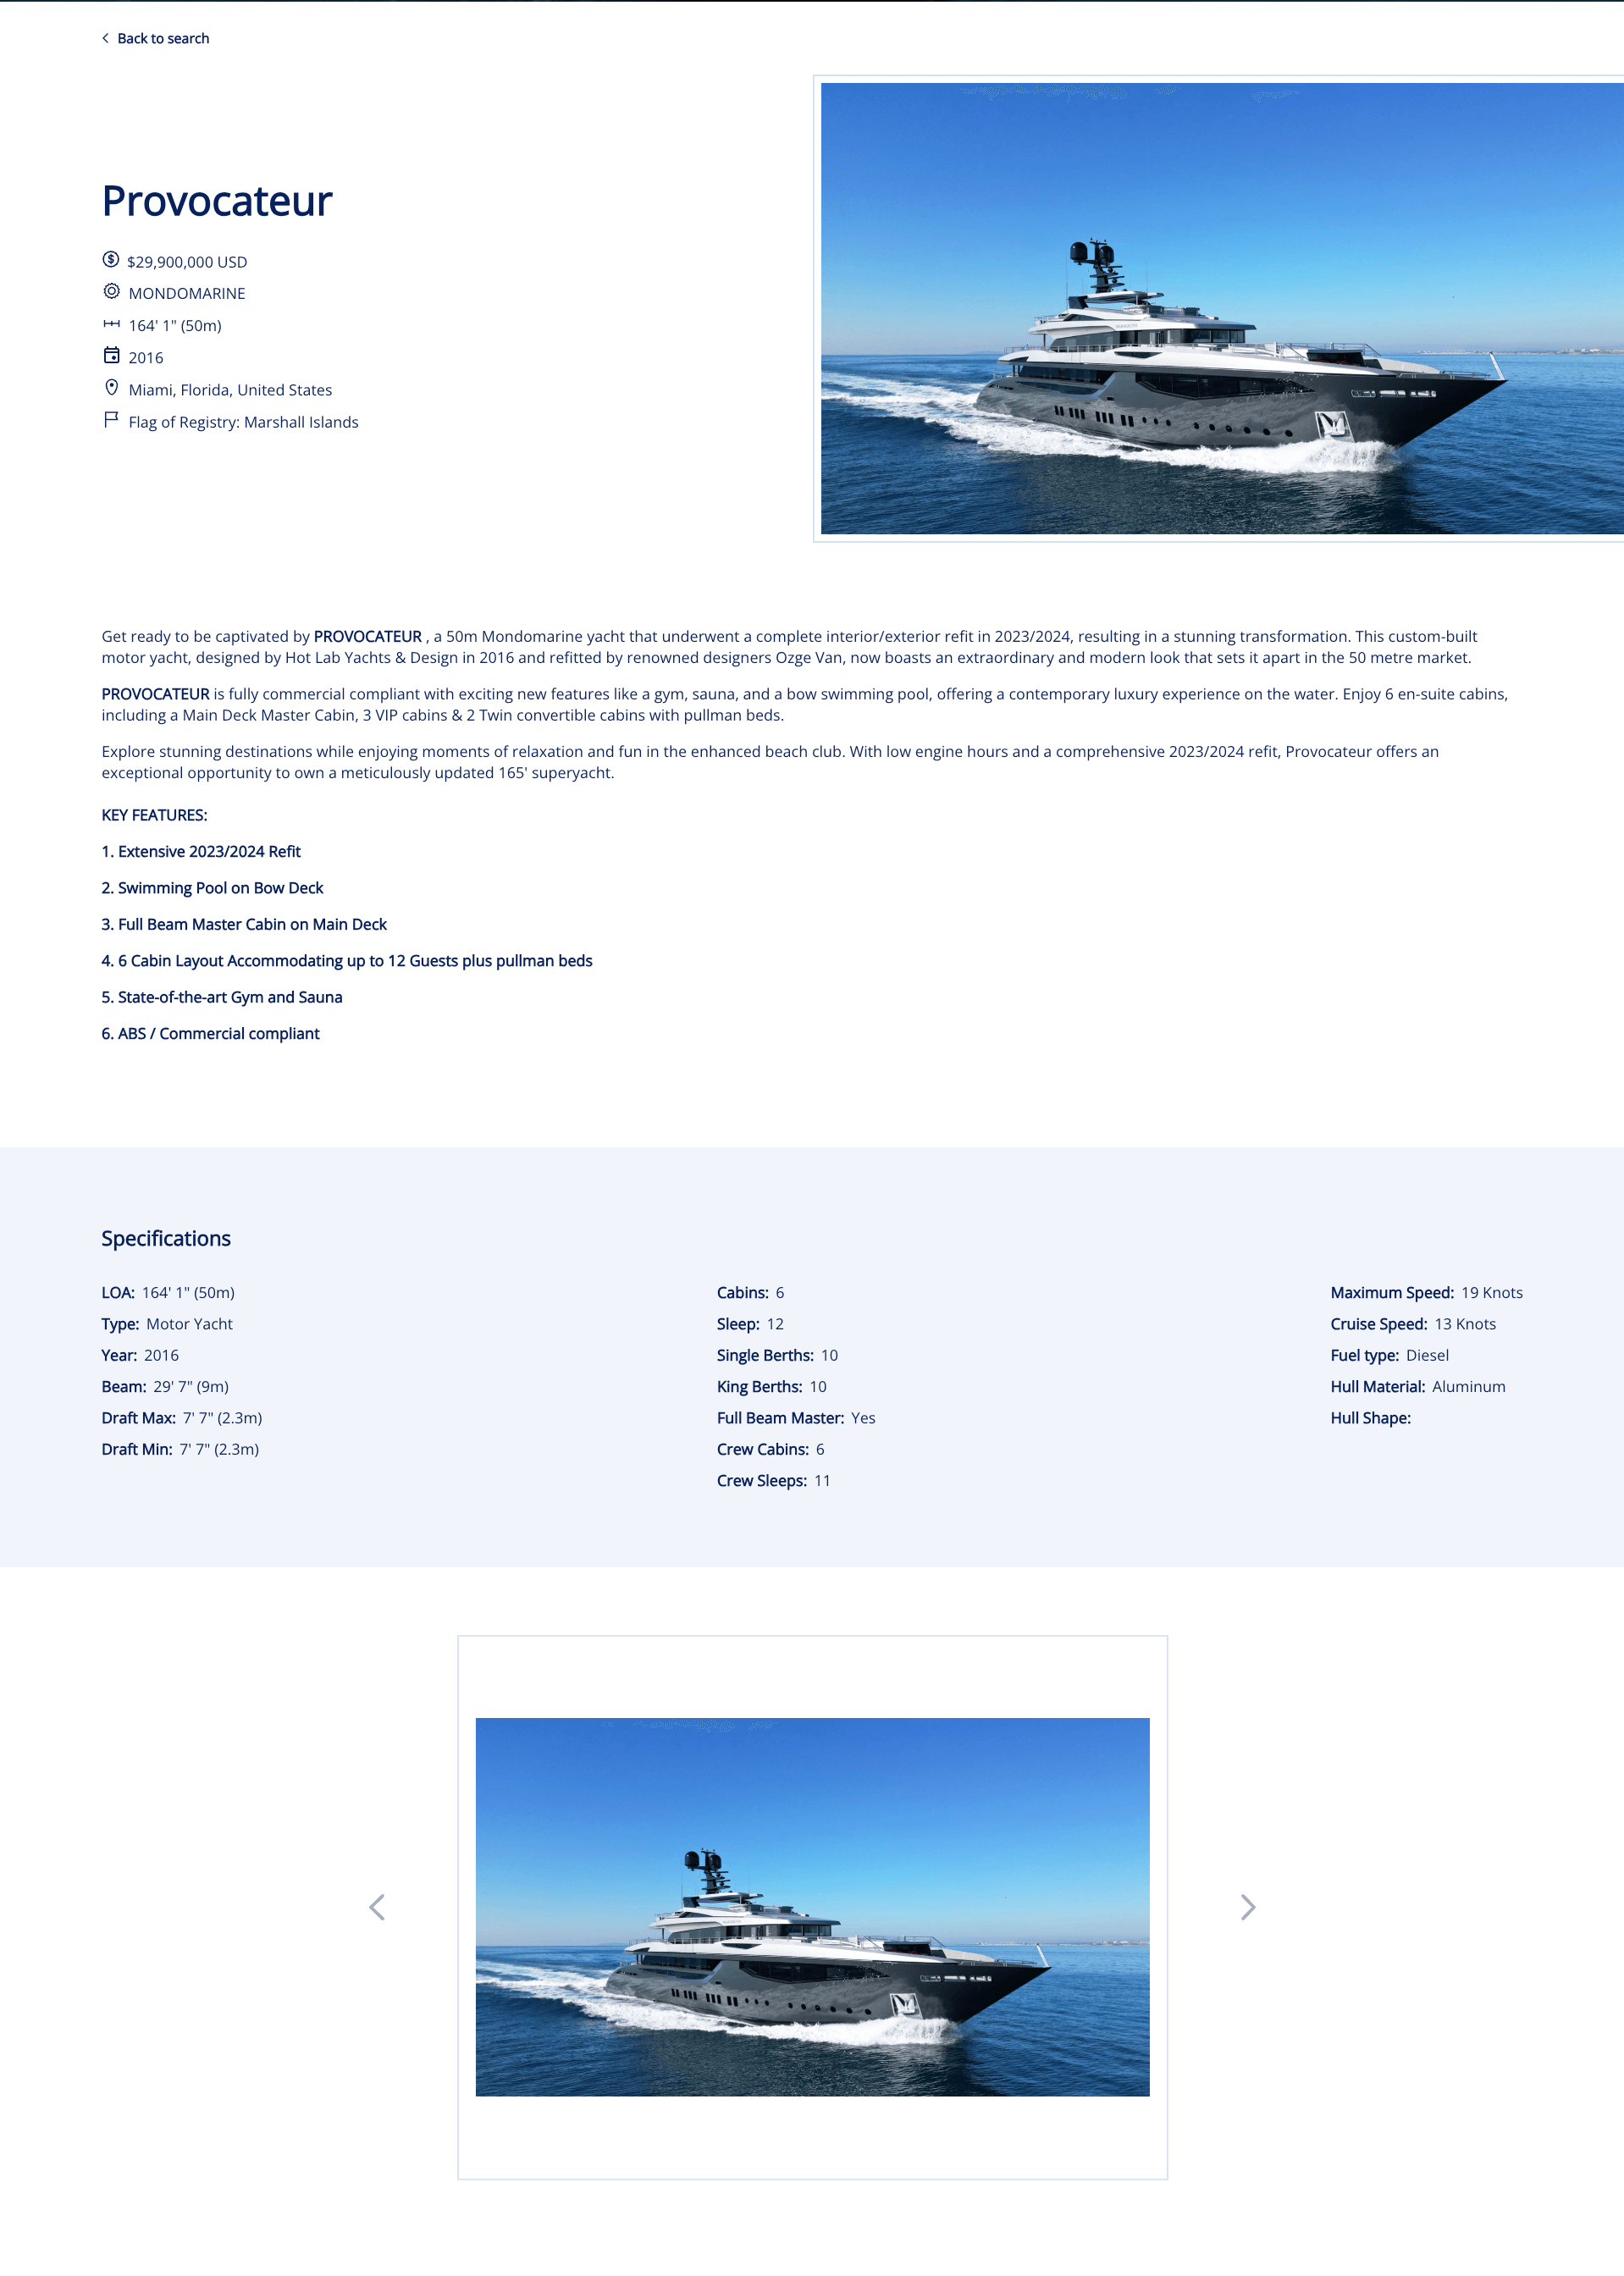 Back to search
Provocateur
$29,900,000 USD
MONDOMARINE
164' 1" (50m)
2016
Miami, Florida, United States
Flag of Registry: Marshall Islands
Get ready to be captivated by PROVOCATEUR , a 50m Mondomarine yacht that underwent a complete interior/exterior refit in 2023/2024, resulting in a stunning transformation. This custom-built
motor yacht, designed by Hot Lab Yachts & Design in 2016 and refitted by renowned designers Ozge Van, now boasts an extraordinary and modern look that sets it apart in the 50 metre market.
PROVOCATEUR is fully commercial compliant with exciting new features like a gym, sauna, and a bow swimming pool, offering a contemporary luxury experience on the water. Enjoy 6 en-suite cabins,
including a Main Deck Master Cabin, 3 VIP cabins & 2 Twin convertible cabins with pullman beds.
Explore stunning destinations while enjoying moments of relaxation and fun in the enhanced beach club. With low engine hours and a comprehensive 2023/2024 refit, Provocateur offers an
exceptional opportunity to own a meticulously updated 165' superyacht.
KEY FEATURES:
1. Extensive 2023/2024 Refit
2. Swimming Pool on Bow Deck
3. Full Beam Master Cabin on Main Deck
4. 6 Cabin Layout Accommodating up to 12 Guests plus pullman beds
5. State-of-the-art Gym and Sauna
6. ABS / Commercial compliant
Specifications
LOA: 164' 1" (50m)
Type: Motor Yacht
Year: 2016
Beam: 29' 7" (9m)
Draft Max: 7' 7" (2.3m)
Draft Min: 7' 7" (2.3m)
Cabins: 6
Sleep: 12
Single Berths: 10
King Berths: 10
Full Beam Master: Yes
Crew Cabins: 6
Crew Sleeps: 11
Maximum Speed: 19 Knots
Cruise Speed: 13 Knots
Fuel type: Diesel
Hull Material: Aluminum
Hull Shape: